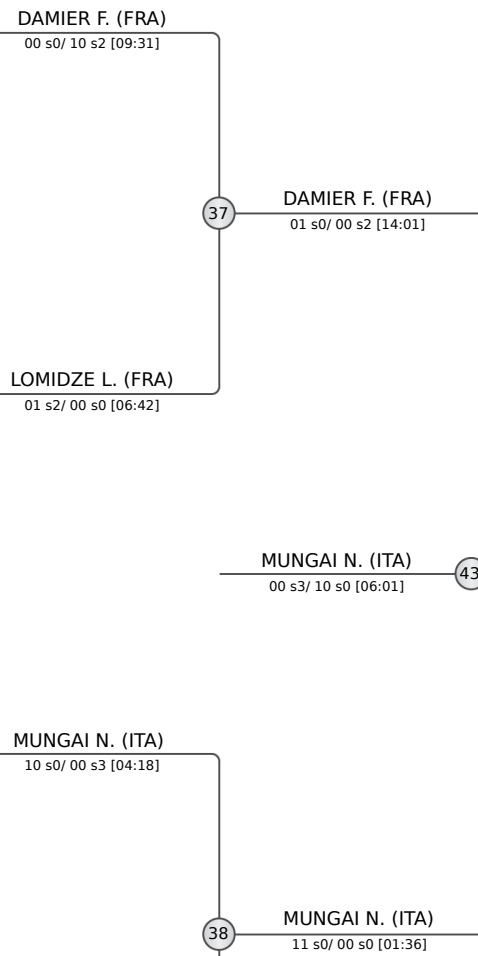 DAMIER F. (FRA)
00 s0/ 10 s2 [09:31]
37
DAMIER F. (FRA)
01 s0/ 00 s2 [14:01]
LOMIDZE L. (FRA)
01 s2/ 00 s0 [06:42]
MUNGAI N. (ITA)
43
00 s3/ 10 s0 [06:01]
MUNGAI N. (ITA)
10 s0/ 00 s3 [04:18]
38
MUNGAI N. (ITA)
11 s0/ 00 s0 [01:36]